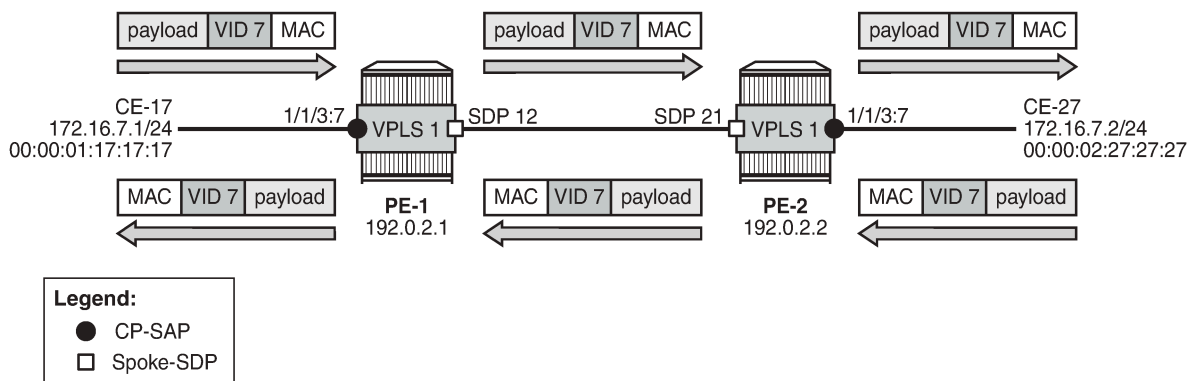 payload VID 7 MAC
payload VID 7 MAC
payload VID 7 MAC
CE-17
172.16.7.1/24
00:00:01:17:17:17
1/1/3:7
VPLS 1
SDP 12
SDP 21
VPLS 1
1/1/3:7
CE-27
172.16.7.2/24
00:00:02:27:27:27
MAC VID 7 payload
PE-1
192.0.2.1
MAC VID 7 payload
PE-2
192.0.2.2
MAC VID 7 payload
Legend:
CP-SAP
Spoke-SDP